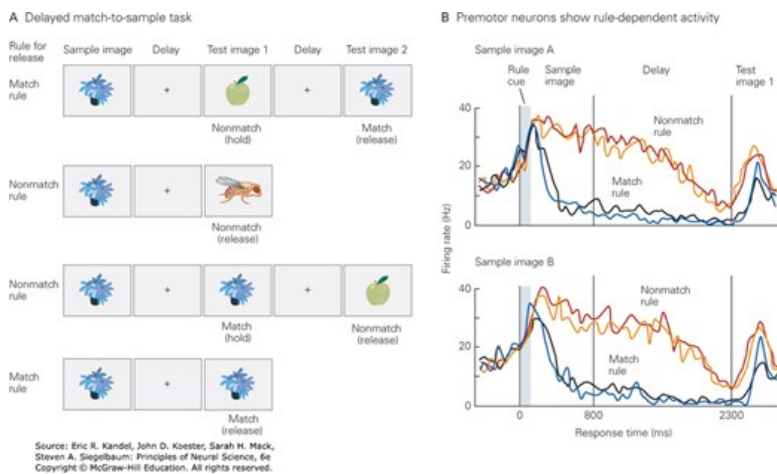 A Delayed match-to-sample task
Rule for release
Sample image
Delay
Test image 1
Delay
Test image 2
Match rule
+
+
Nonmatch (hold)
Match (release)
Nonmatch rule
+
Nonmatch (release)
Nonmatch rule
+
+
Match (hold)
Nonmatch (release)
Match rule
+
Match (release)
Source: Eric R. Kandel, John D. Koester, Sarah H. Mack,
Steven A. Siegelbaum: Principles of Neural Science, 6e
Copyright © McGraw-Hill Education. All rights reserved.
B Premotor neurons show rule-dependent activity
Sample image A
Rule cue
Sample image
Delay
Test image 1
40
20
0
Nonmatch rule
Match rule
Firing rate (Hz)
Sample image B
40
20
0
Nonmatch rule
Match rule
0
800
2300
Response time (ms)